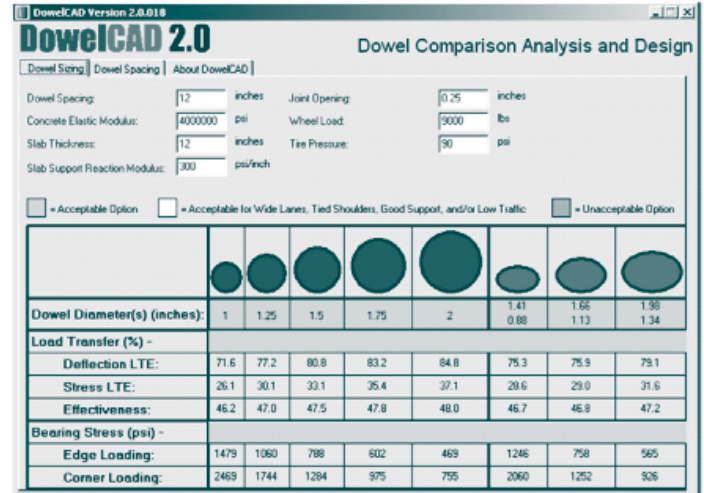 DowelCAD Version 2.0.018
DowelCAD 2.0
Dowel Comparison Analysis and Design
Dowel Sizing Dowel Spacing About DowelCAD
Dowel Spacing: 12 inches Joint Opening: 0.25 inches
Concrete Elastic Modulus: 4000000 psi Wheel Load: 9000 lbs
Slab Thickness: 12 inches Tire Pressure: 90 psi
Slab Support Reaction Modulus: 300 psi/inch
= Acceptable Option = Acceptable for Wide Lanes, Tied Shoulders, Good Support, and/or Low Traffic = Unacceptable Option
Dowel Diameter(s) (inches): 1 1.25 1.5 1.75 2 1.41 0.88 1.66 1.13 1.98 1.34
Load Transfer (%) -
Deflection LTE: 71.6 77.2 80.8 83.2 84.8 75.3 75.9 79.1
Stress LTE: 26.1 30.1 33.1 35.4 37.1 28.6 29.0 31.6
Effectiveness: 46.2 47.0 47.5 47.8 48.0 46.7 46.8 47.2
Bearing Stress (psi) -
Edge Loading: 1479 1060 788 602 469 1246 758 565
Corner Loading: 2469 1744 1284 975 755 2060 1252 926